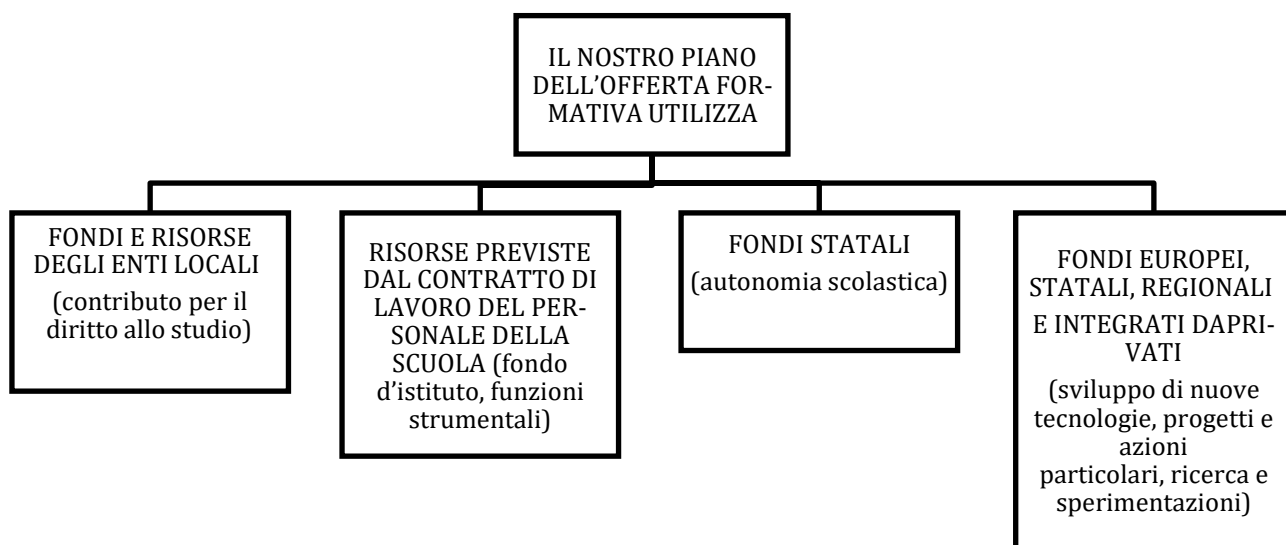 IL NOSTRO PIANO
DELL’OFFERTA FOR-
MATIVA UTILIZZA
FONDI E RISORSE
DEGLI ENTI LOCALI
(contributo per il
diritto allo studio)
RISORSE PREVISTE
DAL CONTRATTO DI
LAVORO DEL PER-
SONALE DELLA
SCUOLA (fondo
d’istituto, funzioni
strumentali)
FONDI STATALI
(autonomia scolastica)
FONDI EUROPEI,
STATALI, REGIONALI
E INTEGRATI DAPRI-
VATI
(sviluppo di nuove
tecnologie, progetti e
azioni
particolari, ricerca e
sperimentazioni)